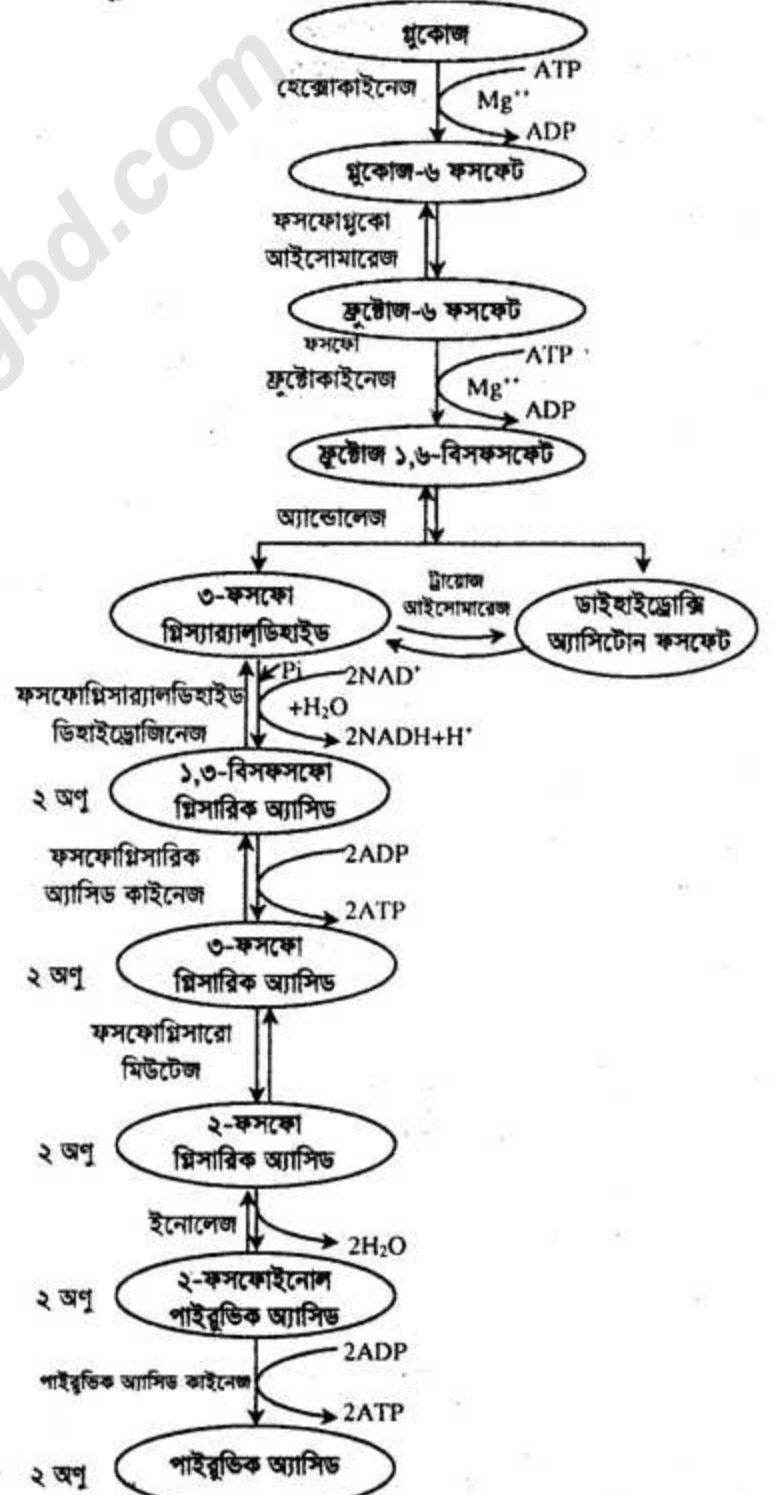 গ্লুকোজ
হেক্সোকাইনেজ
ATP
Mg⁺⁺
ADP
গ্লুকোজ-৬ ফসফেট
ফসফোগ্লুকো
আইসোমারেজ
ফ্রুক্টোজ-৬ ফসফেট
ফসফো
ফ্রুক্টোকাইনেজ
ATP
Mg⁺⁺
ADP
ফ্রুক্টোজ ১,৬-বিসফসফেট
অ্যান্ডোলেজ
৩-ফসফো
গ্লিস্যার‍্যাল্ডিহাইড
ট্রায়োজ
আইসোমারেজ
ডাইহাইড্রোক্সি
অ্যাসিটোন ফসফেট
ফসফোগ্লিসার‍্যালডিহাইড
ডিহাইড্রোজিনেজ
Pi
2NAD⁺
+H₂O
2NADH+H⁺
২ অণু
১,৩-বিসফসফো
গ্লিসারিক অ্যাসিড
ফসফোগ্লিসারিক
অ্যাসিড কাইনেজ
2ADP
2ATP
২ অণু
৩-ফসফো
গ্লিসারিক অ্যাসিড
ফসফোগ্লিসারো
মিউটেজ
২ অণু
২-ফসফো
গ্লিসারিক অ্যাসিড
ইনোলেজ
2H₂O
২ অণু
২-ফসফোইনোল
পাইরুভিক অ্যাসিড
পাইরুভিক অ্যাসিড কাইনেজ
2ADP
2ATP
২ অণু
পাইরুভিক অ্যাসিড
gbd.com